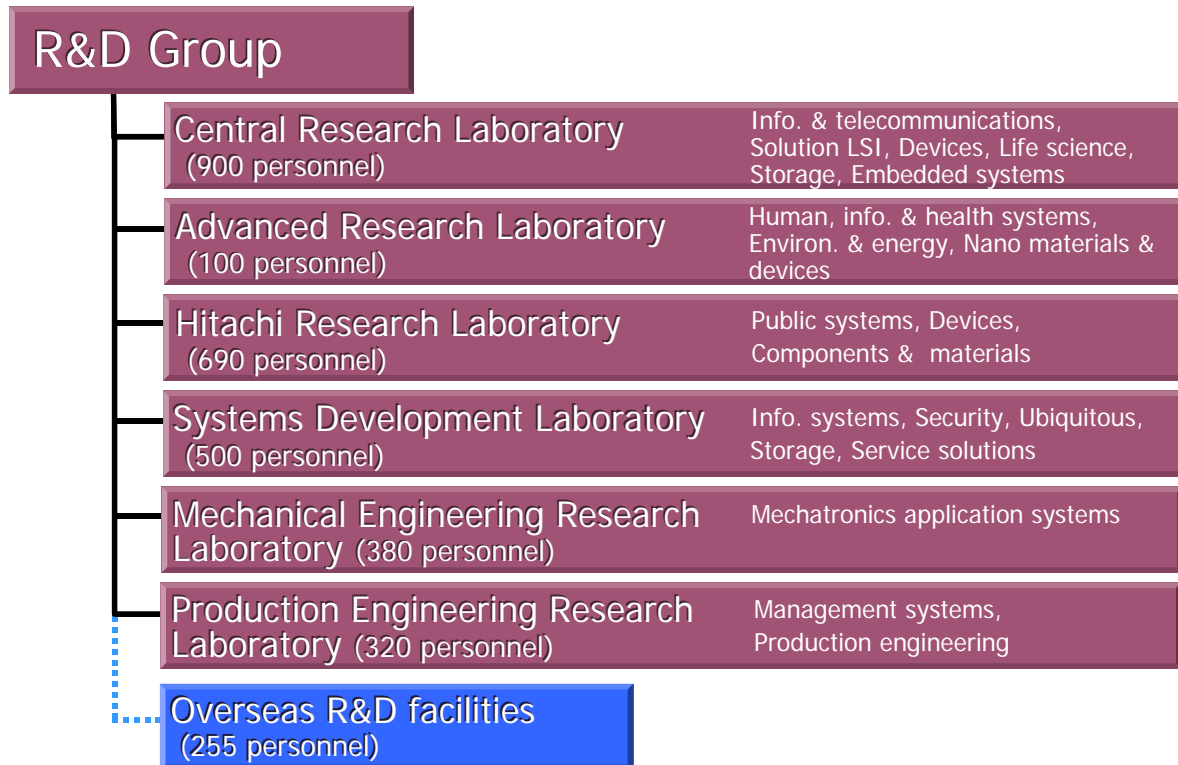 R&D Group
Central Research Laboratory
(900 personnel)
Info. & telecommunications,
Solution LSI, Devices, Life science,
Storage, Embedded systems
Advanced Research Laboratory
(100 personnel)
Human, info. & health systems,
Environ. & energy, Nano materials &
devices
Hitachi Research Laboratory
(690 personnel)
Public systems, Devices,
Components & materials
Systems Development Laboratory
(500 personnel)
Info. systems, Security, Ubiquitous,
Storage, Service solutions
Mechanical Engineering Research
Laboratory (380 personnel)
Mechatronics application systems
Production Engineering Research
Laboratory (320 personnel)
Management systems,
Production engineering
Overseas R&D facilities
(255 personnel)